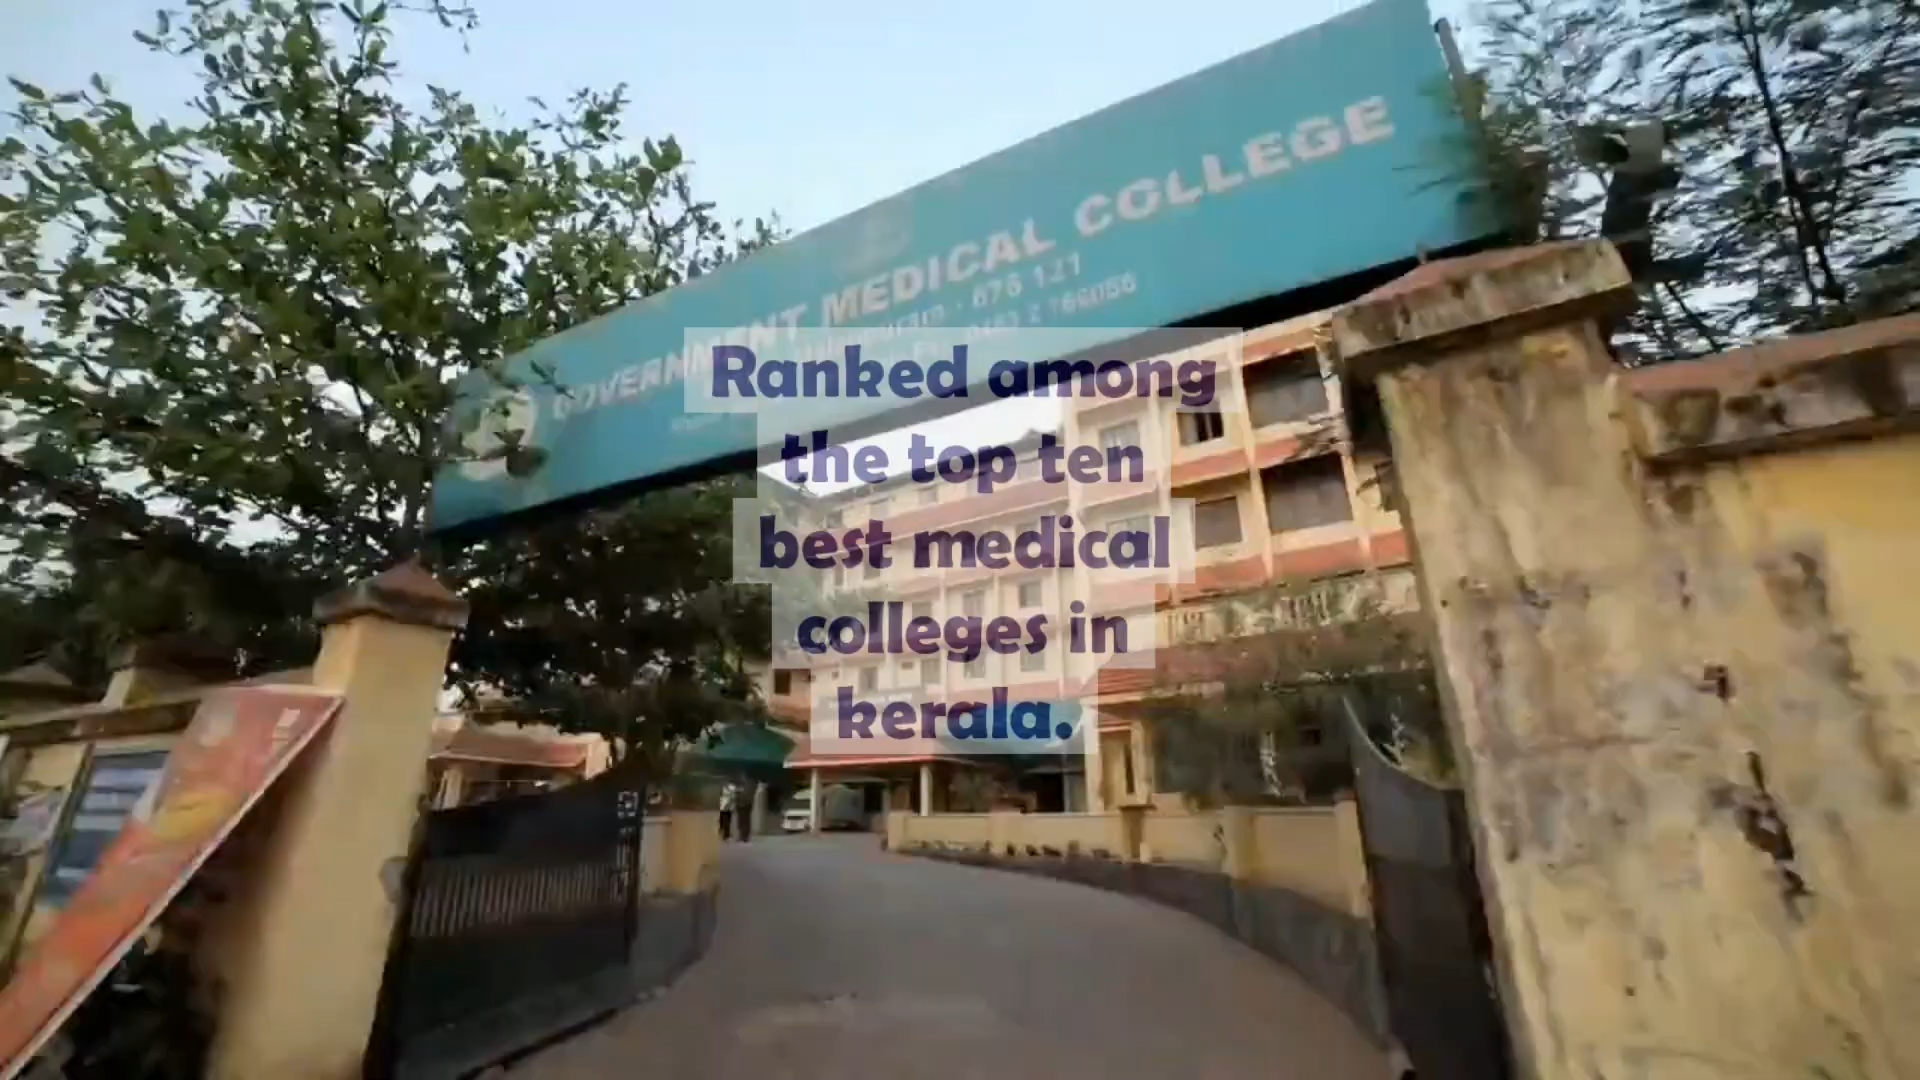 GOVERNMENT MEDICAL COLLEGE
676 121
Ranked among
the top ten
best medical
colleges in
kerala.